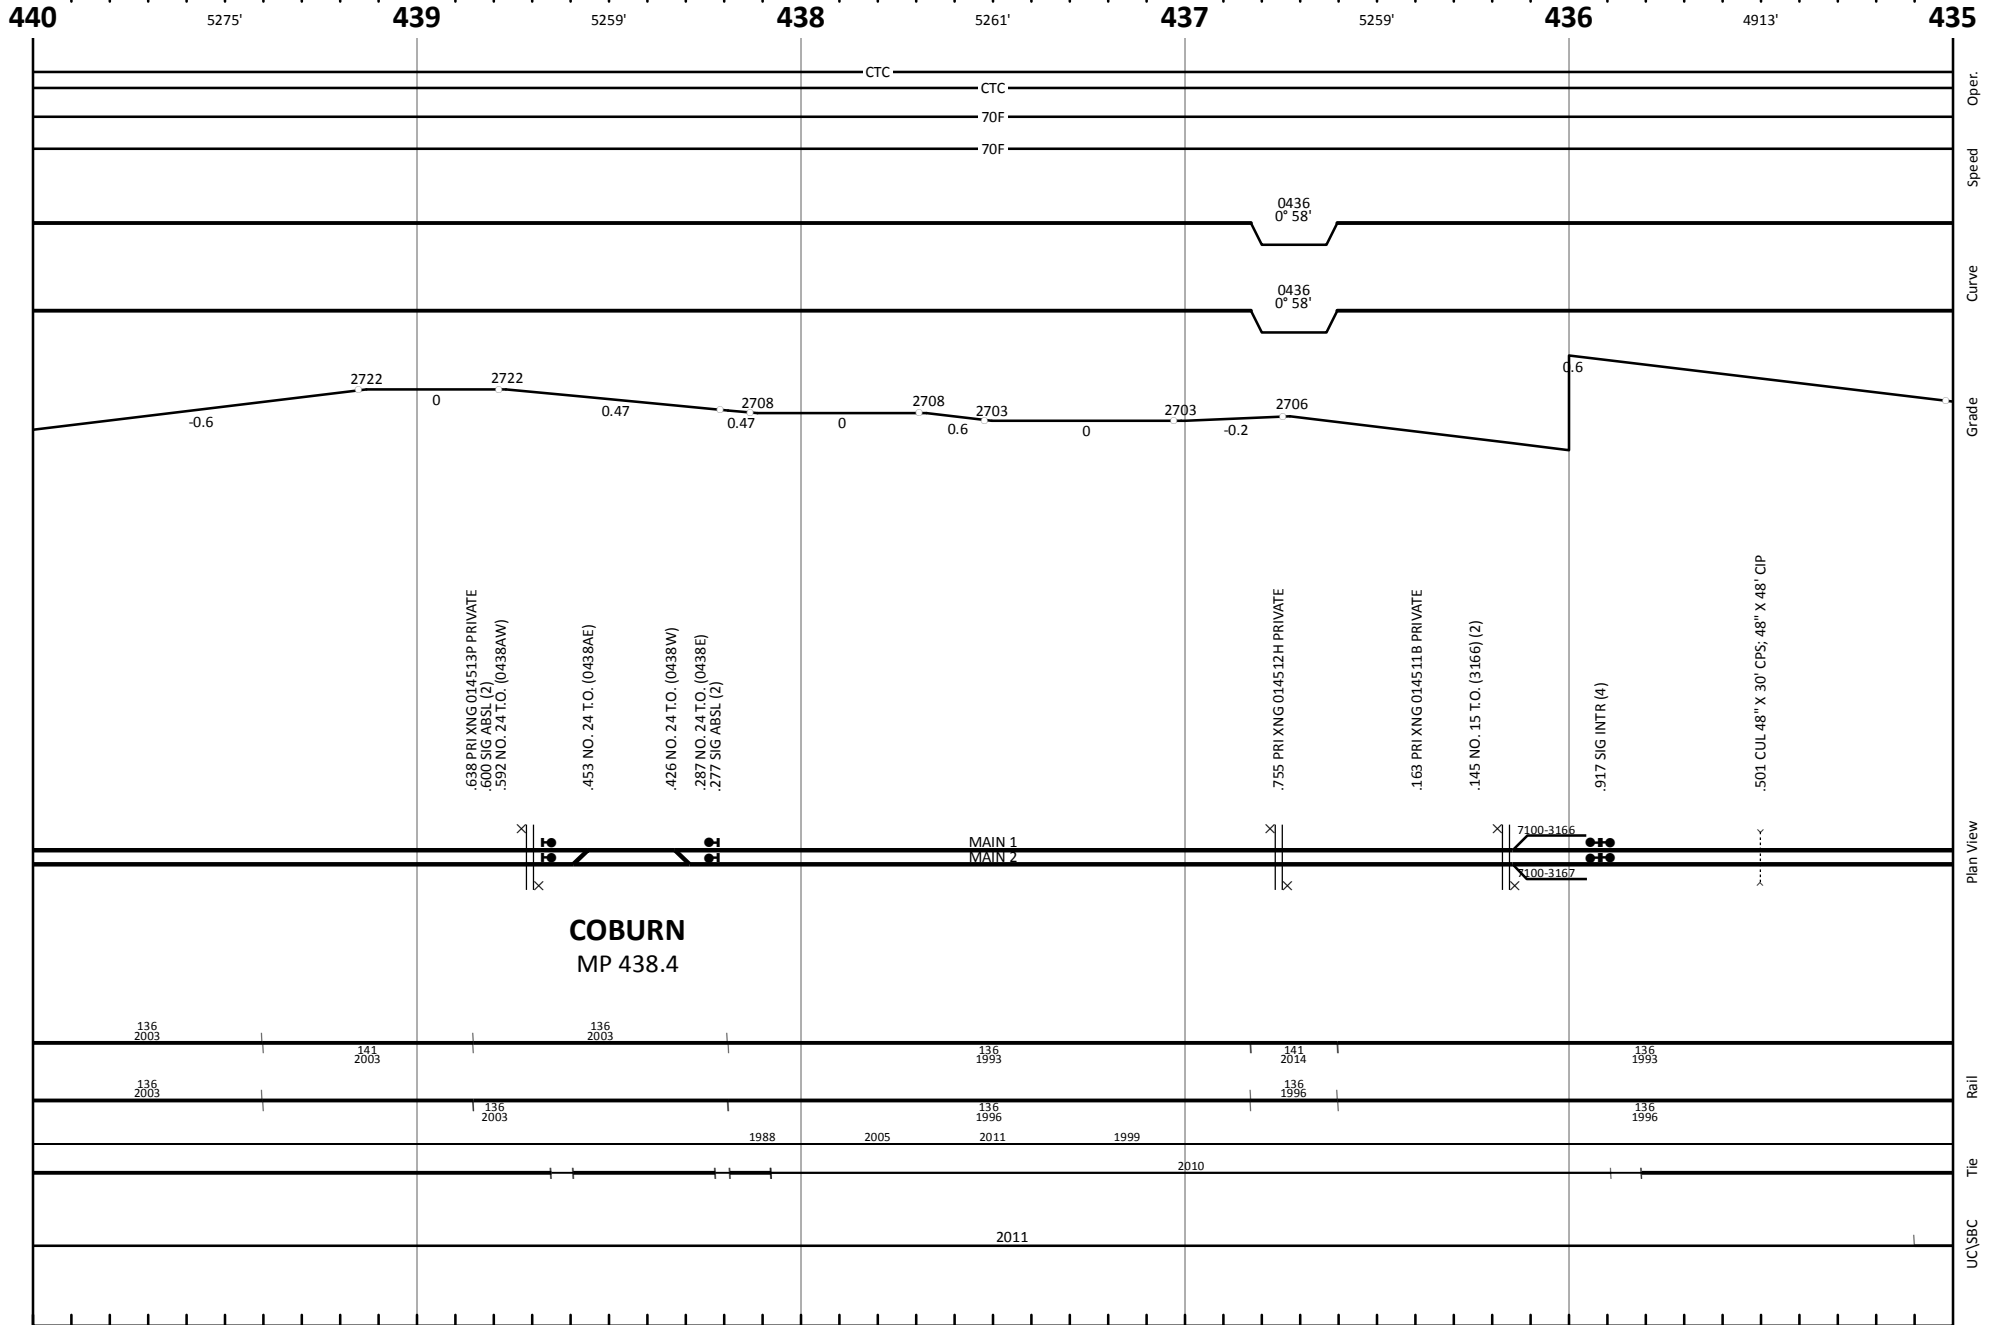 440 5275' 439 5259' 438 5261' 437 5259' 436 4913' 435
CTC
CTC
Oper.
70F
70F
Speed
0436
0° 58'
0436
0° 58'
Curve
2722 2722 2708 2708 2703 2703 2706
-0.6 0 0.47 0.47 0 0.6 0 -0.2 0.6
Grade
.638 PRI XNG 014513P PRIVATE
.600 SIG ABSL (2)
.592 NO. 24 T.O. (0438AW)
.453 NO. 24 T.O. (0438AE)
.426 NO. 24 T.O. (0438W)
.287 NO. 24 T.O. (0438E)
.277 SIG ABSL (2)
.755 PRI XNG 014512H PRIVATE
.163 PRI XNG 014511B PRIVATE
.145 NO. 15 T.O. (3166) (2)
.917 SIG INTR (4)
.501 CUL 48" X 30' CPS; 48" X 48' CIP
MAIN 1
MAIN 2
7100-3166
7100-3167
Plan View
COBURN
MP 438.4
136
2003
141
2003
136
2003
136
1993
141
2014
136
1993
136
2003
136
2003
136
1996
136
1996
136
1996
Rail
1988 2005 2011 1999
2010
Tie
2011
UC\SBC